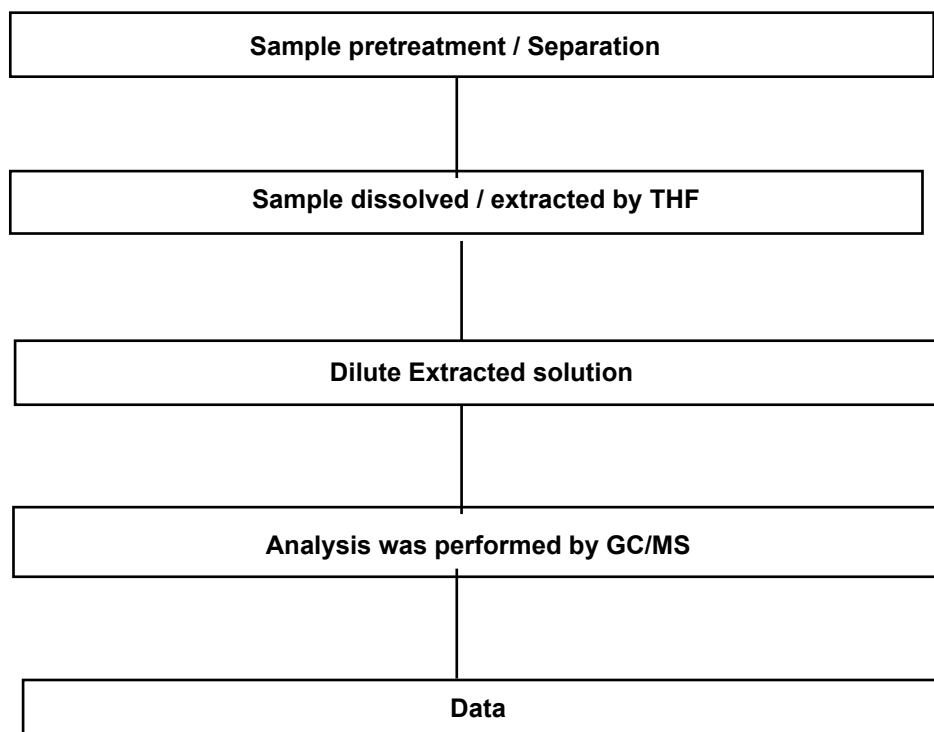 Sample pretreatment / Separation
Sample dissolved / extracted by THF
Dilute Extracted solution
Analysis was performed by GC/MS
Data